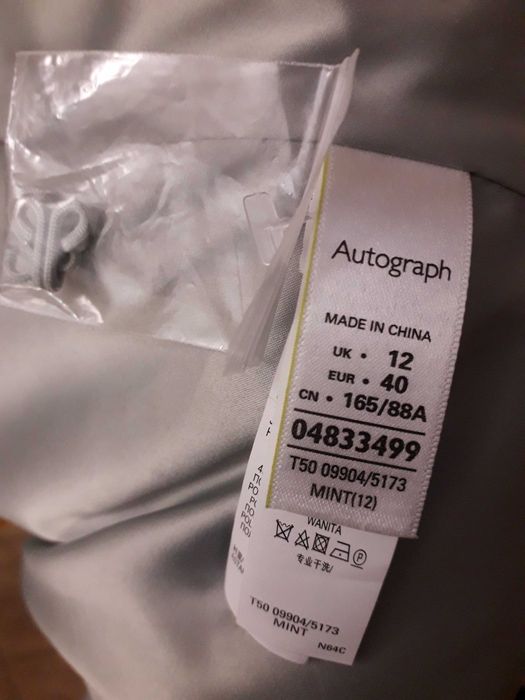 Autograph
MADE IN CHINA
UK • 12
EUR • 40
CN • 165/88A
04833499
T50 09904/5173
MINT(12)
WANITA
P
专业干洗/
T50 09904/5173
MINT
N64C